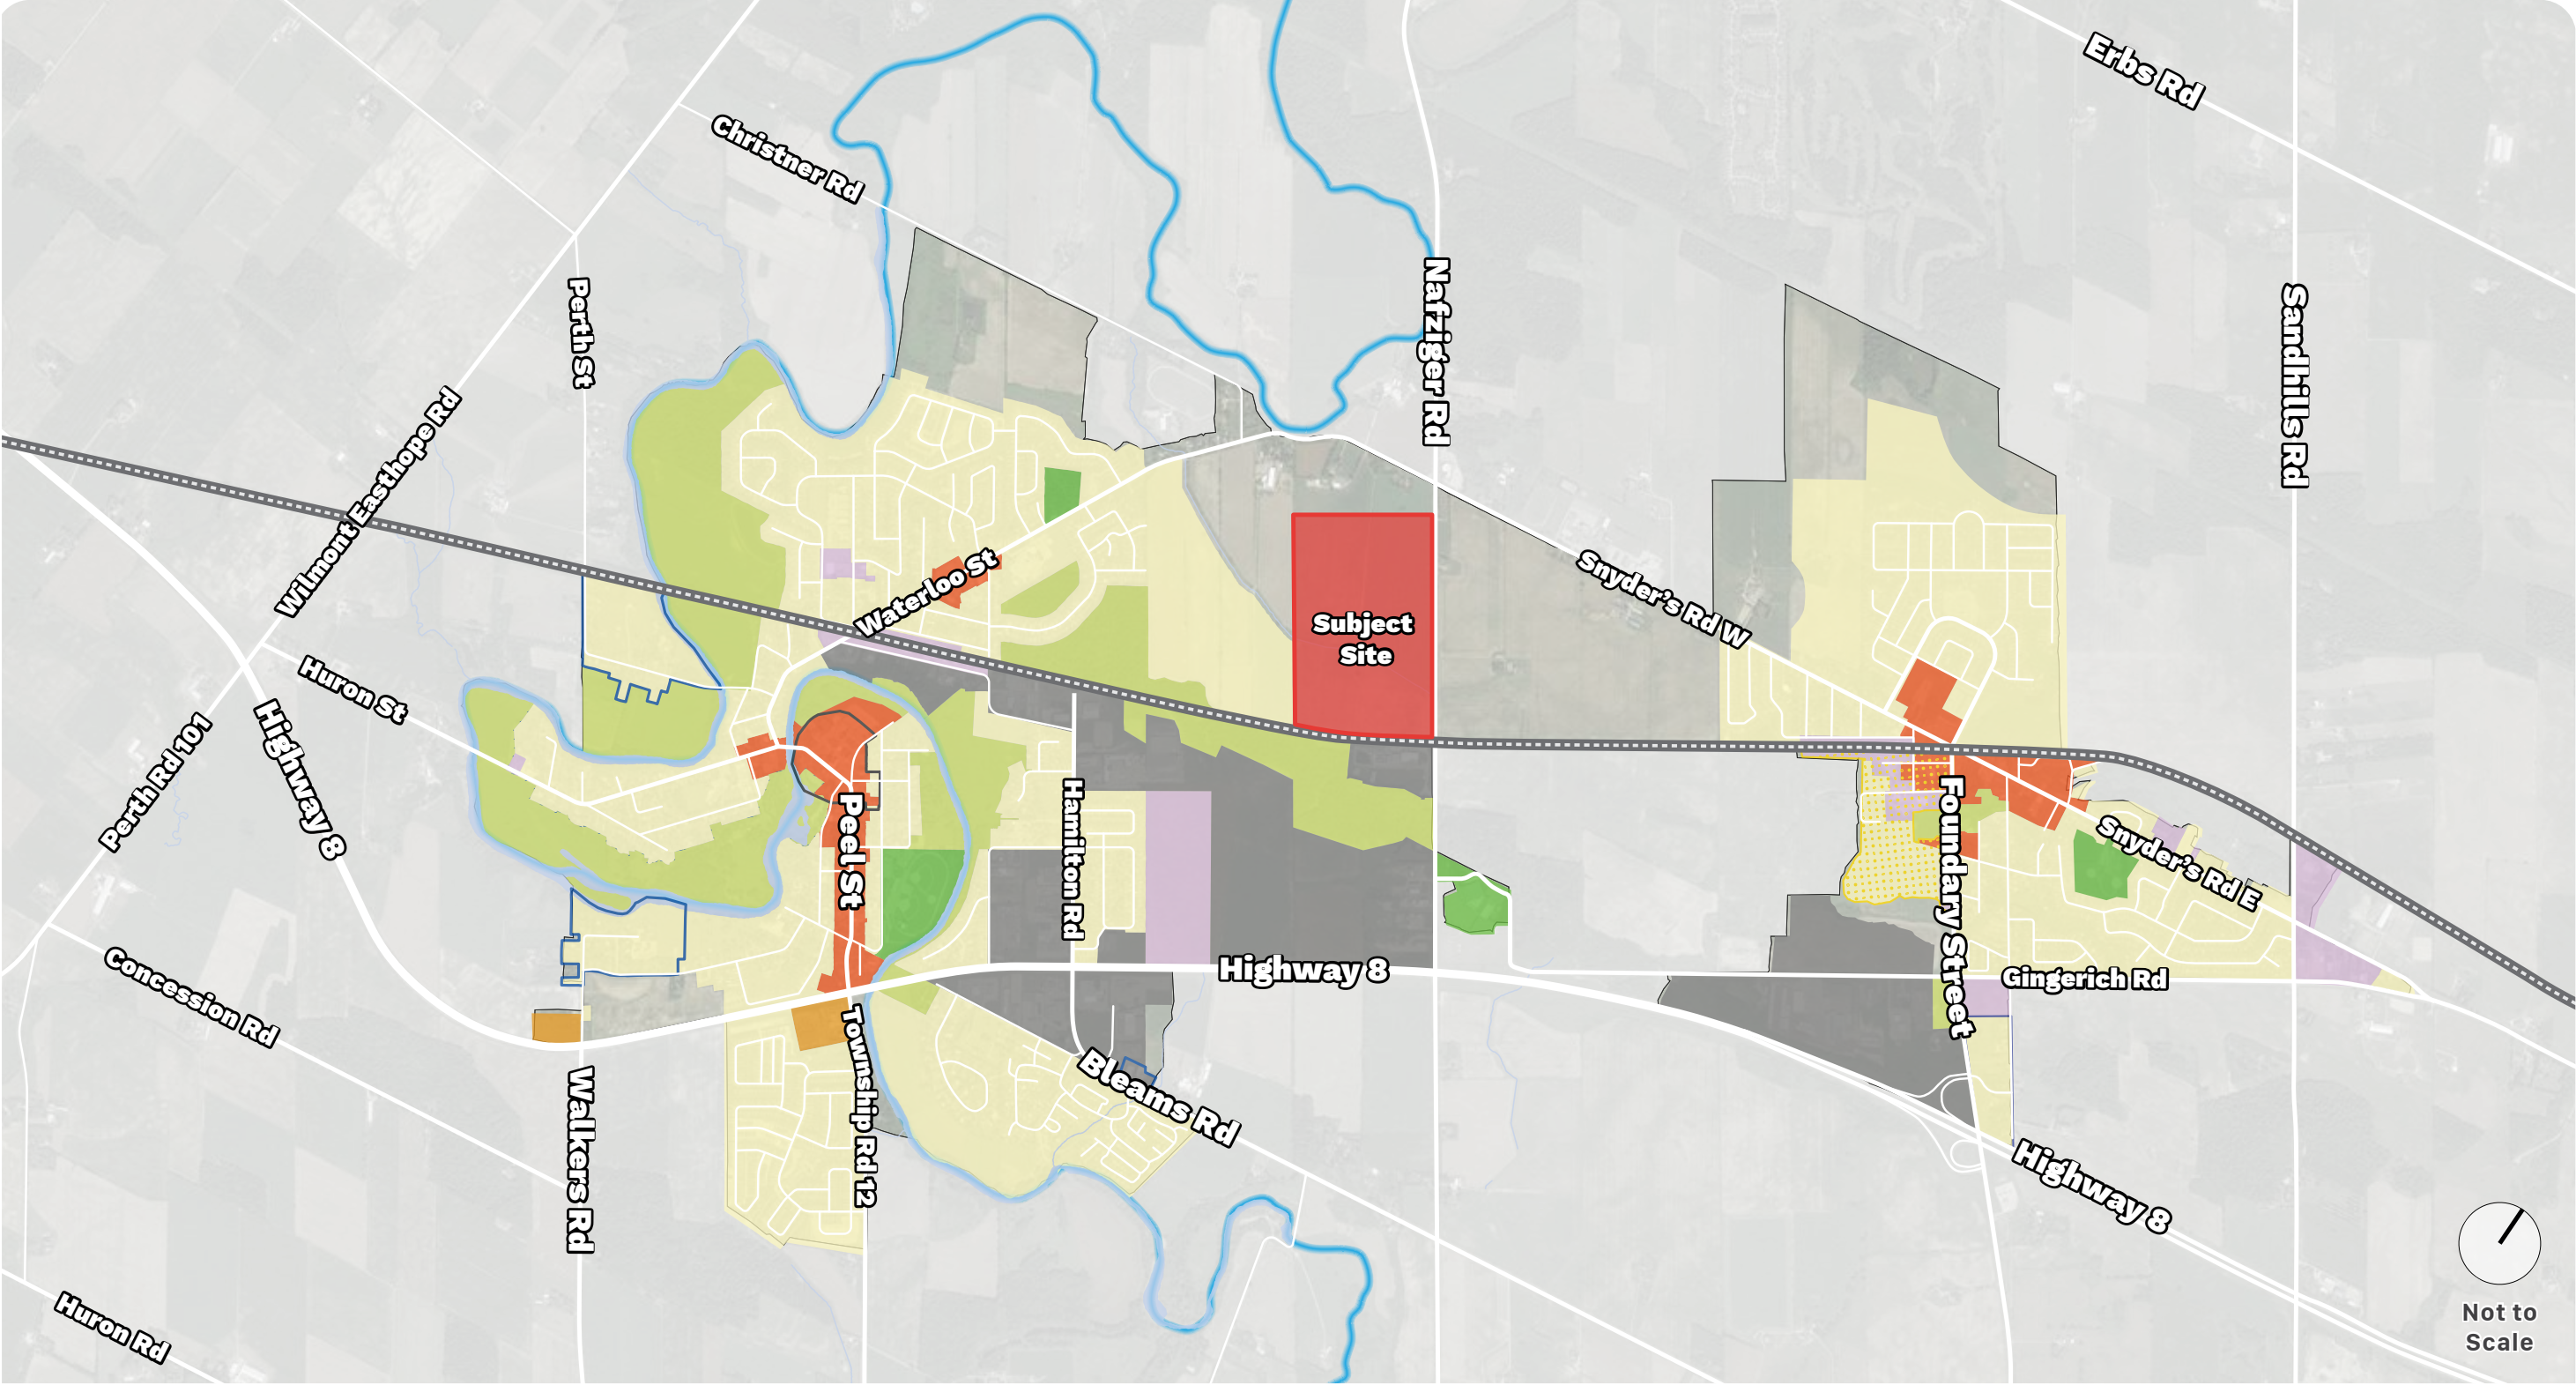 Erbs Rd
Christner Rd
Perth St
Nafziger Rd
Sandhills Rd
Wilmont Easthope Rd
Waterloo St
Snyder's Rd W
Subject
Site
Huron St
Highway 8
Perth Rd 101
Peel St
Hamilton Rd
Foundary Street
Snyder's Rd E
Concession Rd
Highway 8
Gingerich Rd
Township Rd 12
Bleams Rd
Walkers Rd
Highway 8
Huron Rd
Not to
Scale